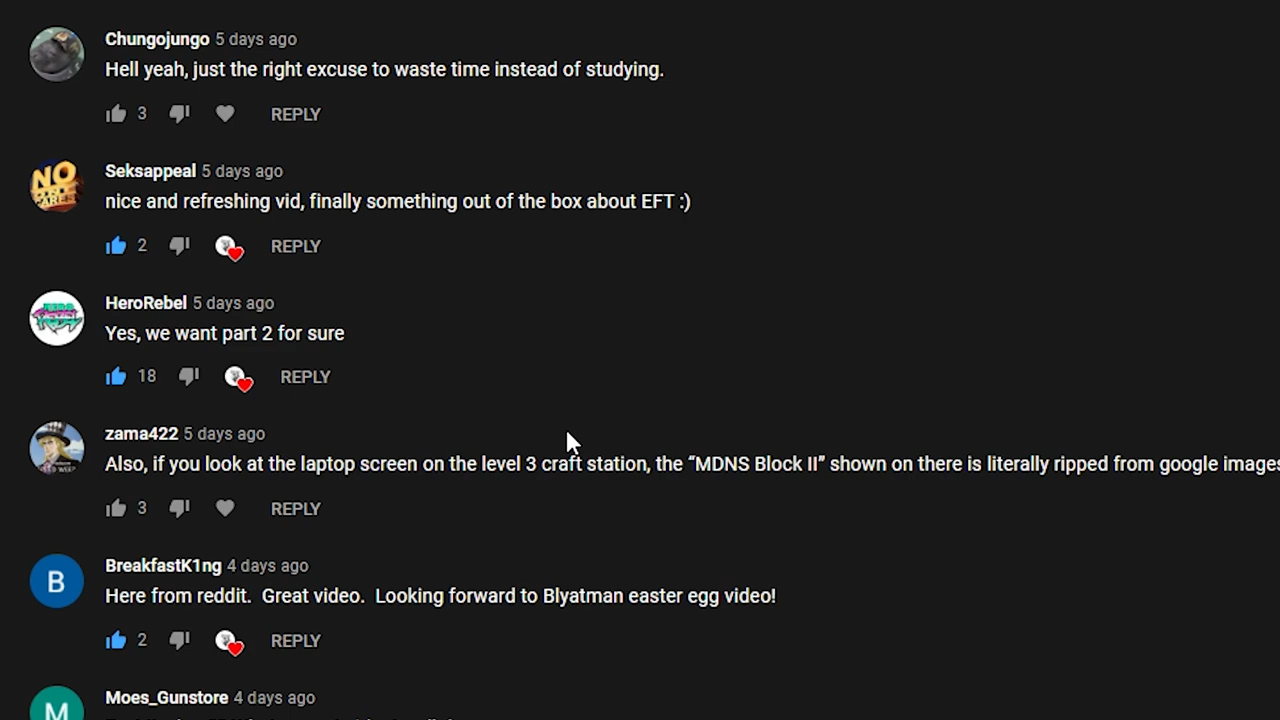 Chungojungo 5 days ago
Hell yeah, just the right excuse to waste time instead of studying.
3 REPLY
NO
Seksappeal 5 days ago
nice and refreshing vid, finally something out of the box about EFT :)
2 REPLY
HeroRebel 5 days ago
Yes, we want part 2 for sure
18 REPLY
zama422 5 days ago
Also, if you look at the laptop screen on the level 3 craft station, the “MDNS Block II” shown on there is literally ripped from google images
3 REPLY
B
BreakfastK1ng 4 days ago
Here from reddit. Great video. Looking forward to Blyatman easter egg video!
2 REPLY
M
Moes_Gunstore 4 days ago